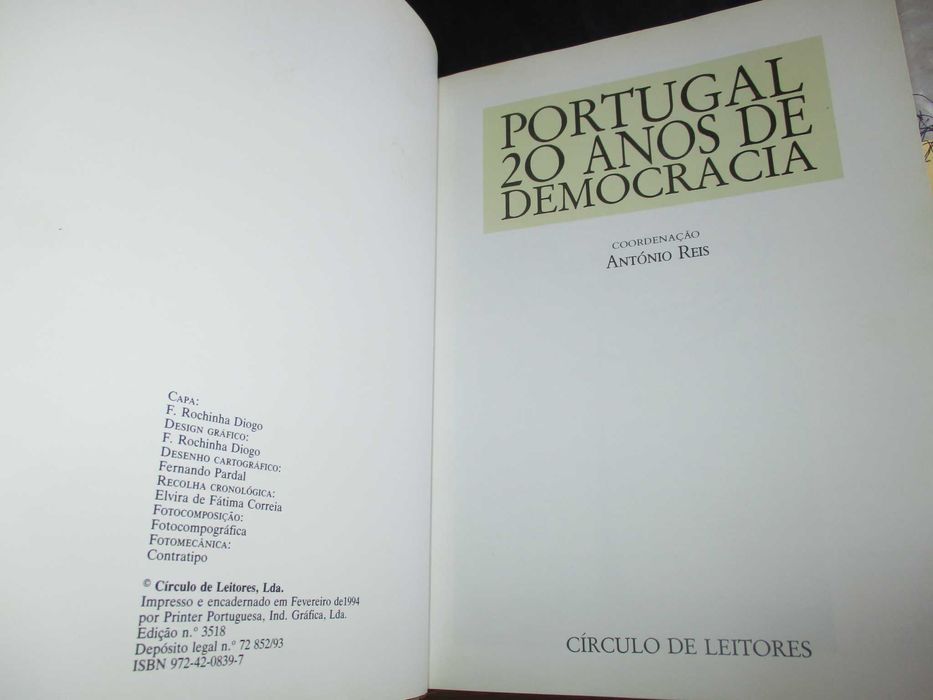 CAPA:
F. Rochinha Diogo
DESIGN GRÁFICO:
F. Rochinha Diogo
DESENHO CARTOGRÁFICO:
Fernando Pardal
RECOLHA CRONOLÓGICA:
Elvira de Fátima Correia
FOTOCOMPOSIÇÃO:
Fotocompográfica
FOTOMECÂNICA:
Contratipo
© Círculo de Leitores, Lda.
Impresso e encadernado em Fevereiro de1994
por Printer Portuguesa, Ind. Gráfica, Lda.
Edição n.º 3518
Depósito legal n.º 72 852/93
ISBN 972-42-0839-7
PORTUGAL
20 ANOS DE
DEMOCRACIA
COORDENAÇÃO
ANTÓNIO REIS
CÍRCULO DE LEITORES